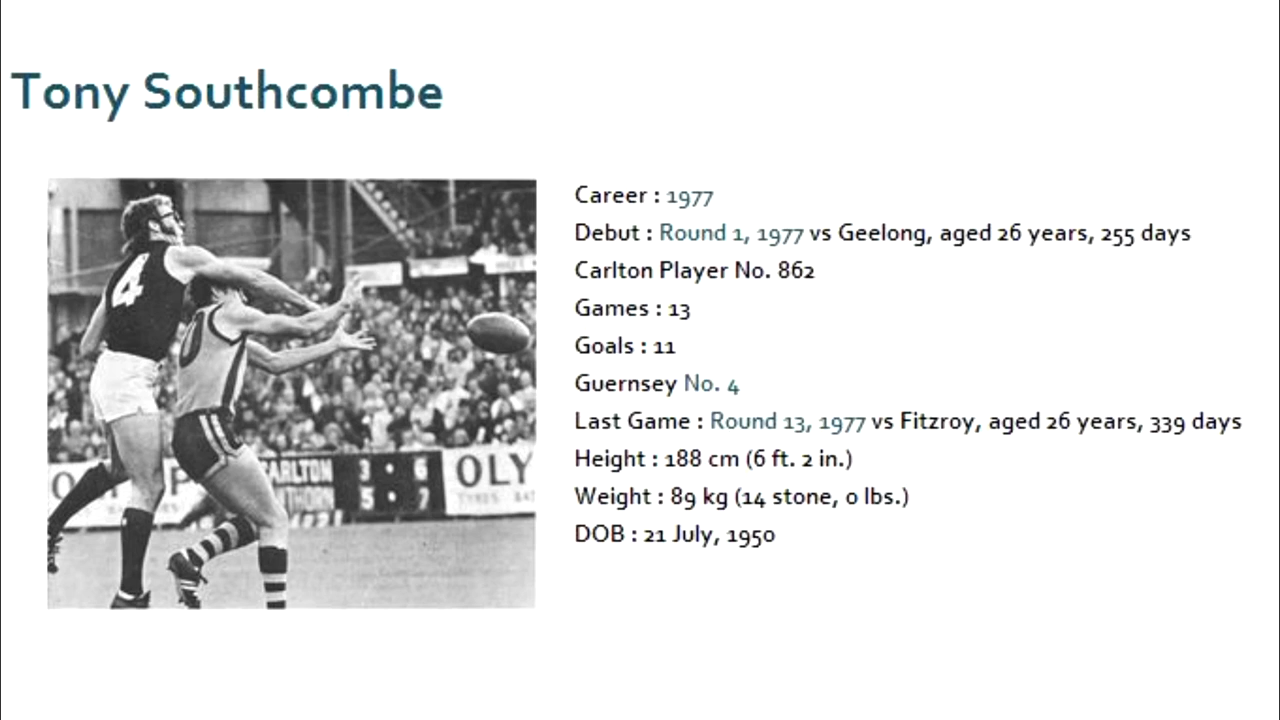 Tony Southcombe
Career : 1977
Debut : Round 1, 1977 vs Geelong, aged 26 years, 255 days
Carlton Player No. 862
Games : 13
Goals : 11
Guernsey No. 4
Last Game : Round 13, 1977 vs Fitzroy, aged 26 years, 339 days
Height : 188 cm (6 ft. 2 in.)
Weight : 89 kg (14 stone, 0 lbs.)
DOB : 21 July, 1950
4
ARLTON 3 • 6
THORN 5 • 7
OLY